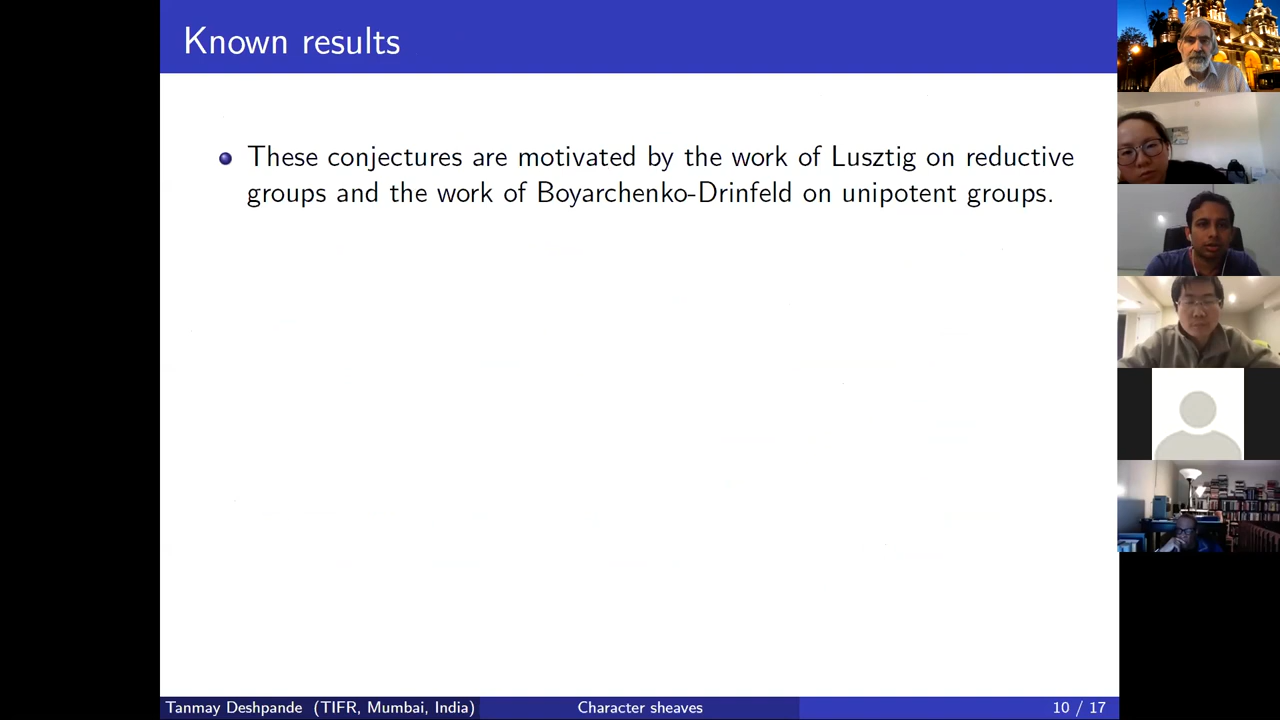 Known results
These conjectures are motivated by the work of Lusztig on reductive
groups and the work of Boyarchenko-Drinfeld on unipotent groups.
Tanmay Deshpande (TIFR, Mumbai, India) Character sheaves 10 / 17